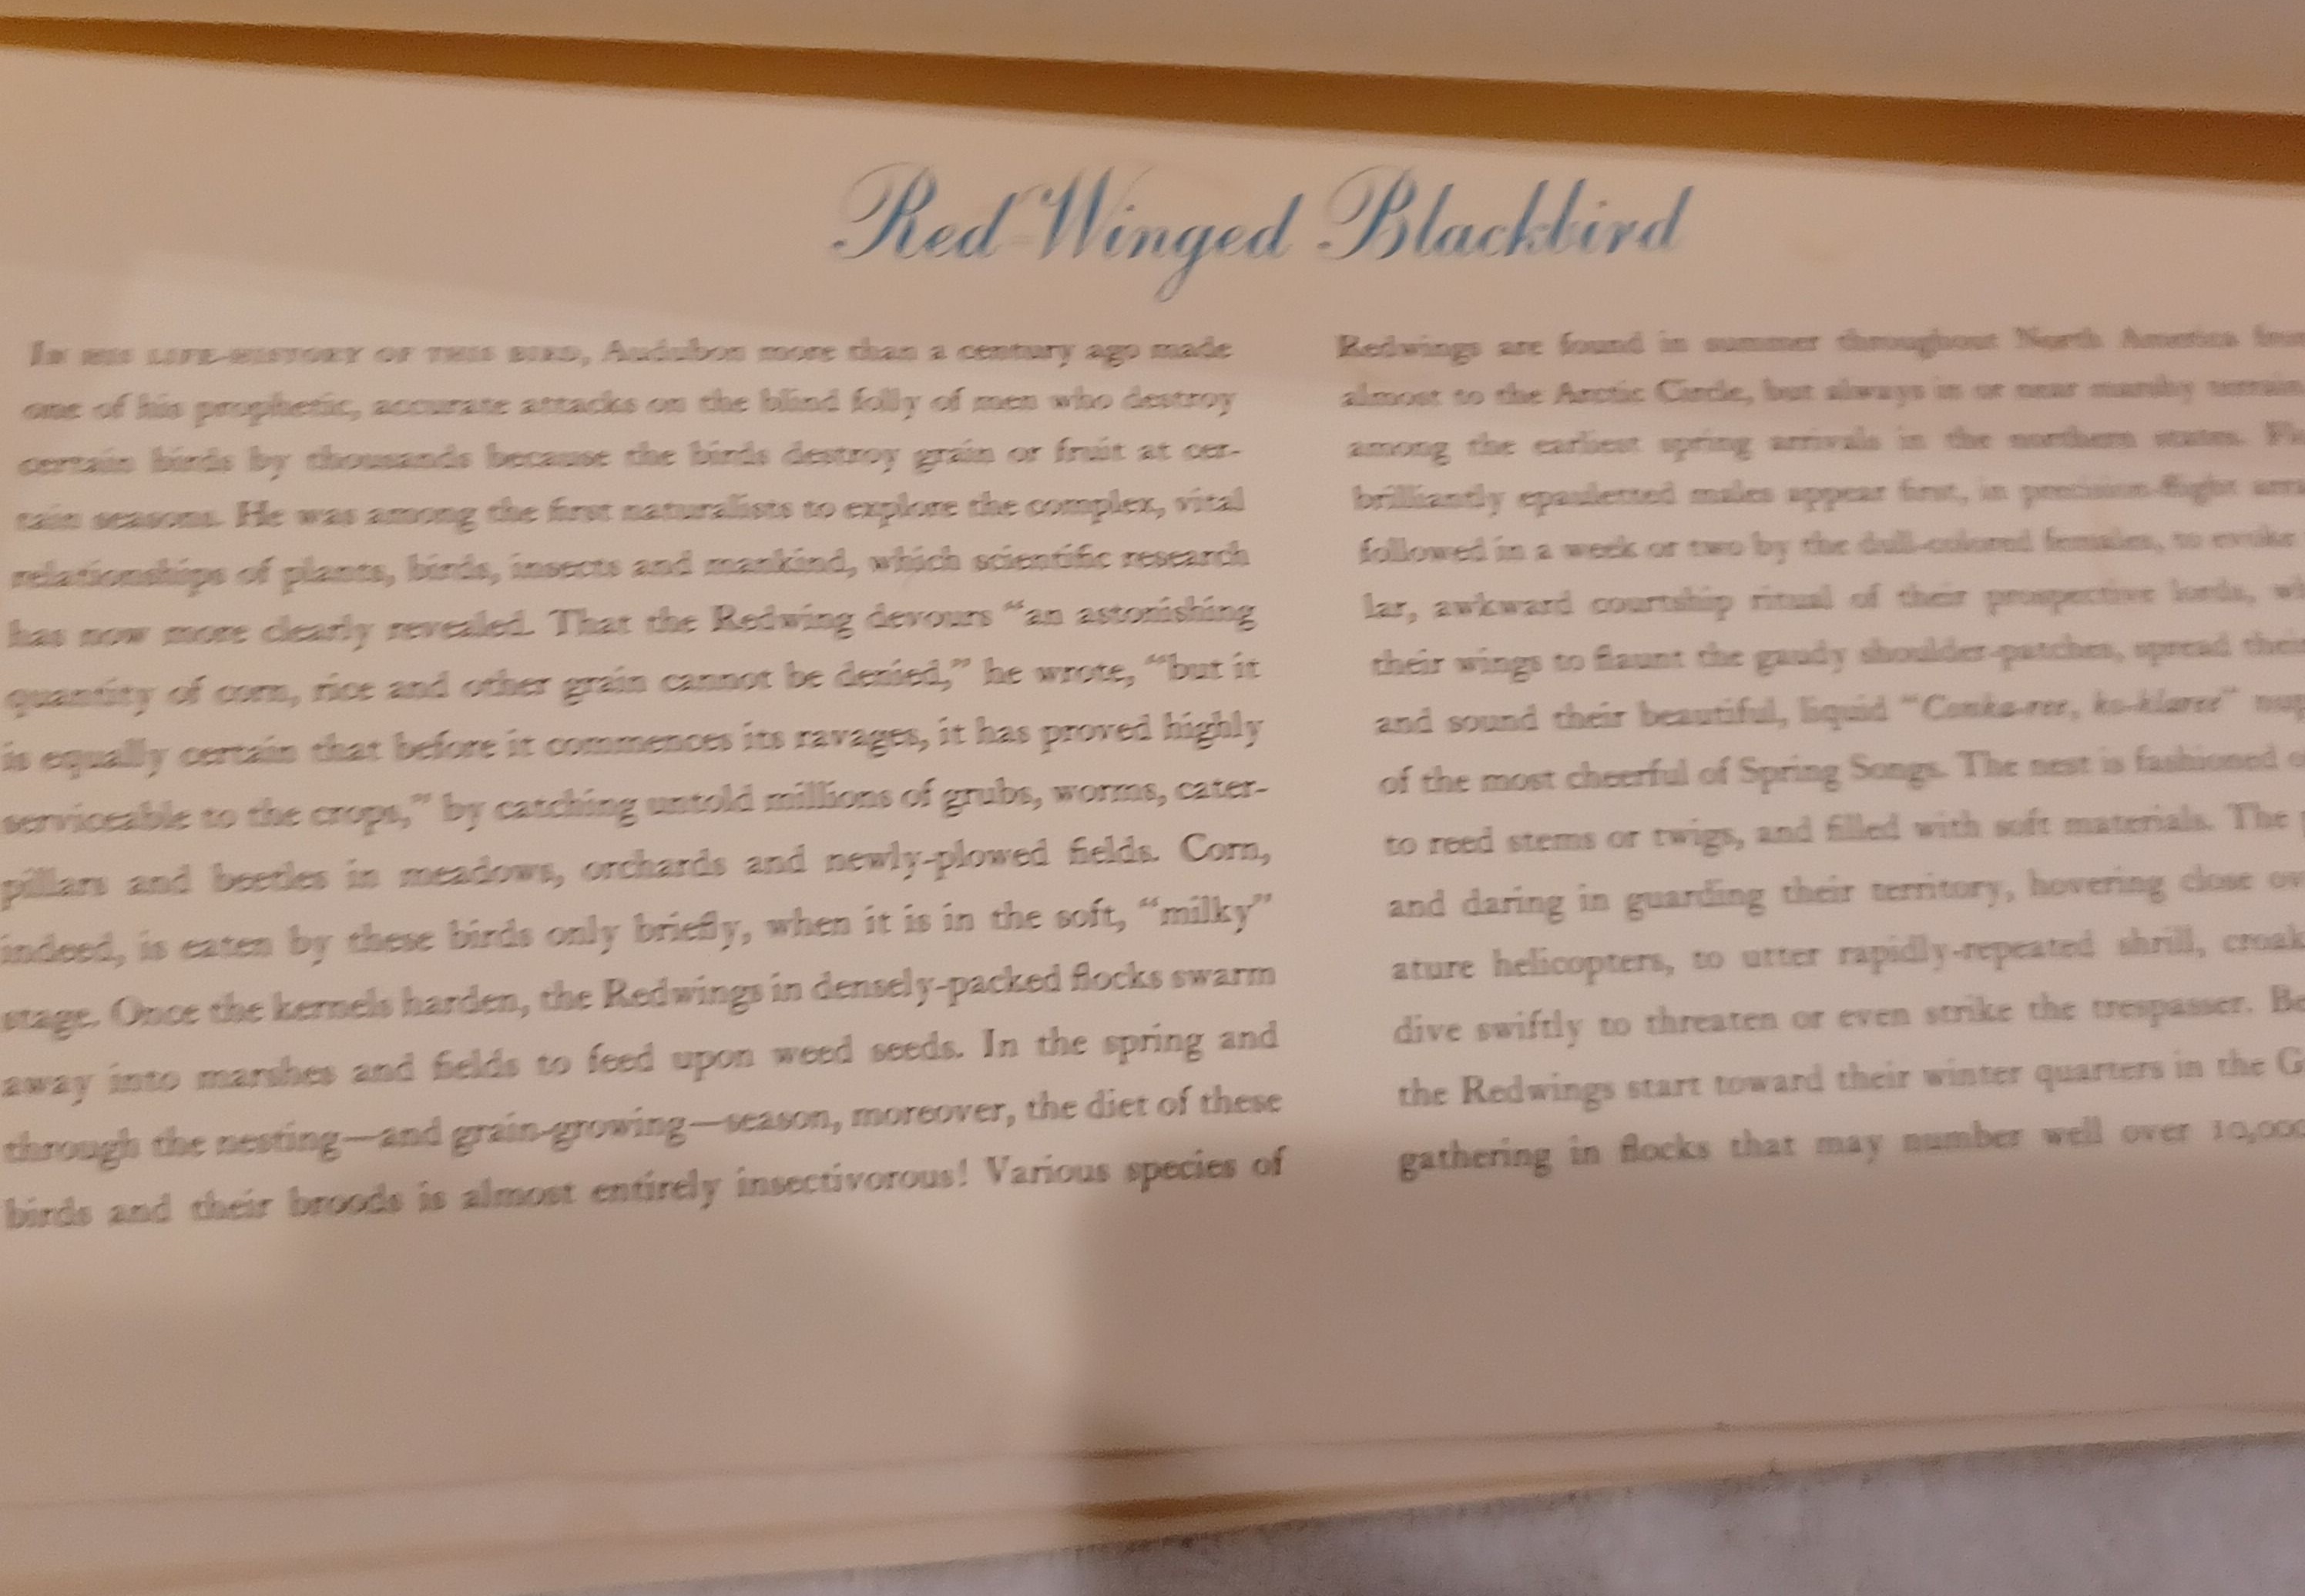 Red-Winged Blackbird
IN HIS LIFE-HISTORY OF THIS BIRD, Audubon more than a century ago made
one of his prophetic, accurate attacks on the blind folly of men who destroy
certain birds by thousands because the birds destroy grain or fruit at cer-
tain seasons. He was among the first naturalists to explore the complex, vital
relationships of plants, birds, insects and mankind, which scientific research
has now more clearly revealed. That the Redwing devours “an astonishing
quantity of corn, rice and other grain cannot be denied,” he wrote, “but it
is equally certain that before it commences its ravages, it has proved highly
serviceable to the crops,” by catching untold millions of grubs, worms, cater-
pillars and beetles in meadows, orchards and newly-plowed fields. Corn,
indeed, is eaten by these birds only briefly, when it is in the soft, “milky”
stage. Once the kernels harden, the Redwings in densely-packed flocks swarm
away into marshes and fields to feed upon weed seeds. In the spring and
through the nesting—and grain-growing—season, moreover, the diet of these
birds and their broods is almost entirely insectivorous! Various species of
Redwings are found in summer throughout North America
almost to the Arctic Circle, but always in or near marshy
among the earliest spring arrivals in the northern states.
brilliantly epauletted males appear first, in precision-flight
followed in a week or two by the dull-colored females, to evoke
lar, awkward courtship ritual of their prospective lords,
their wings to flaunt the gaudy shoulder-patches, spread their
and sound their beautiful, liquid
of the most cheerful of Spring Songs. The nest is fashioned
to reed stems or twigs, and filled with soft materials. The
and daring in guarding their territory, hovering close
ature helicopters, to utter rapidly-repeated shrill,
dive swiftly to threaten or even strike the trespasser.
the Redwings start toward their winter quarters in the
gathering in flocks that may number well over 10,000